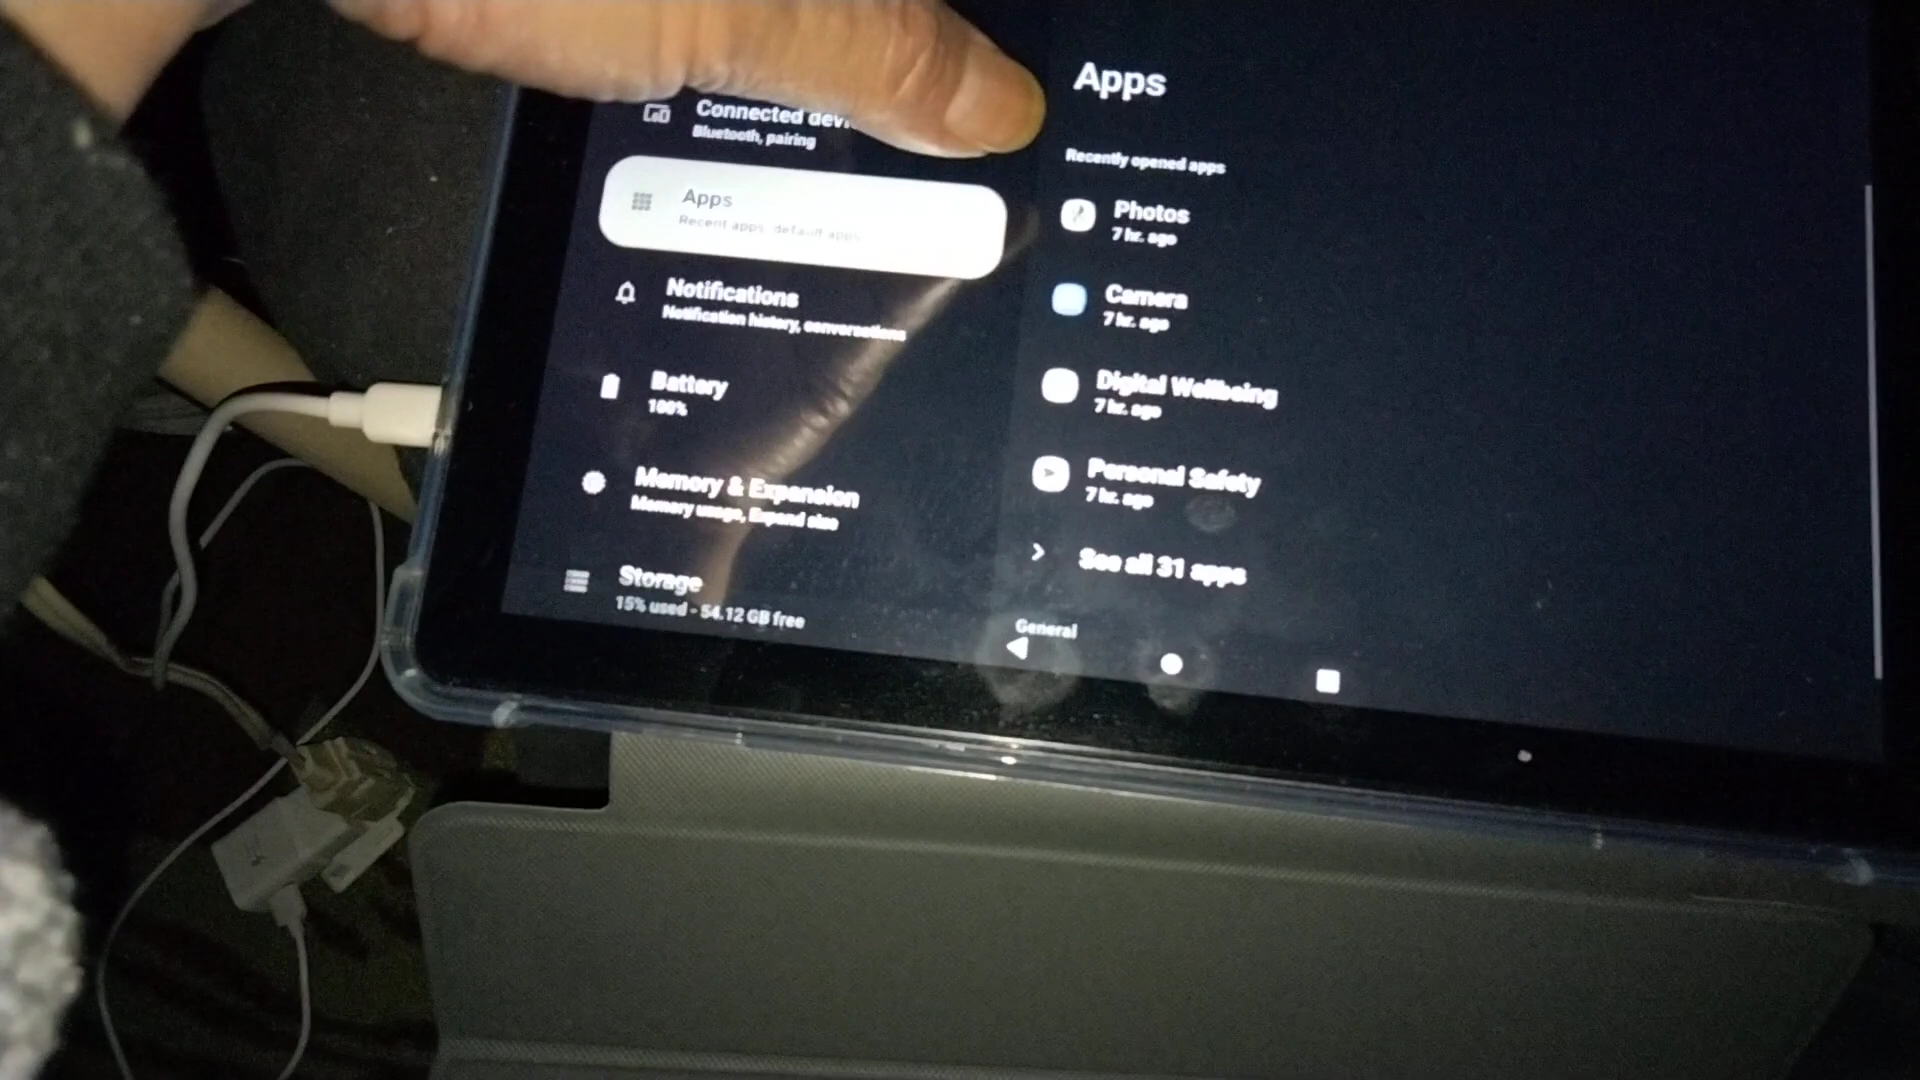 Connected
Bluetooth, pairing
Apps
Recent apps, default apps
Notifications
Notification history, conversations
Battery
100%
Memory & Expansion
Memory usage, Expand size
Storage
15% used - 54.12 GB free
Apps
Recently opened apps
Photos
7 hr. ago
Camera
7 hr. ago
Digital Wellbeing
7 hr. ago
Personal Safety
7 hr. ago
See all 31 apps
General